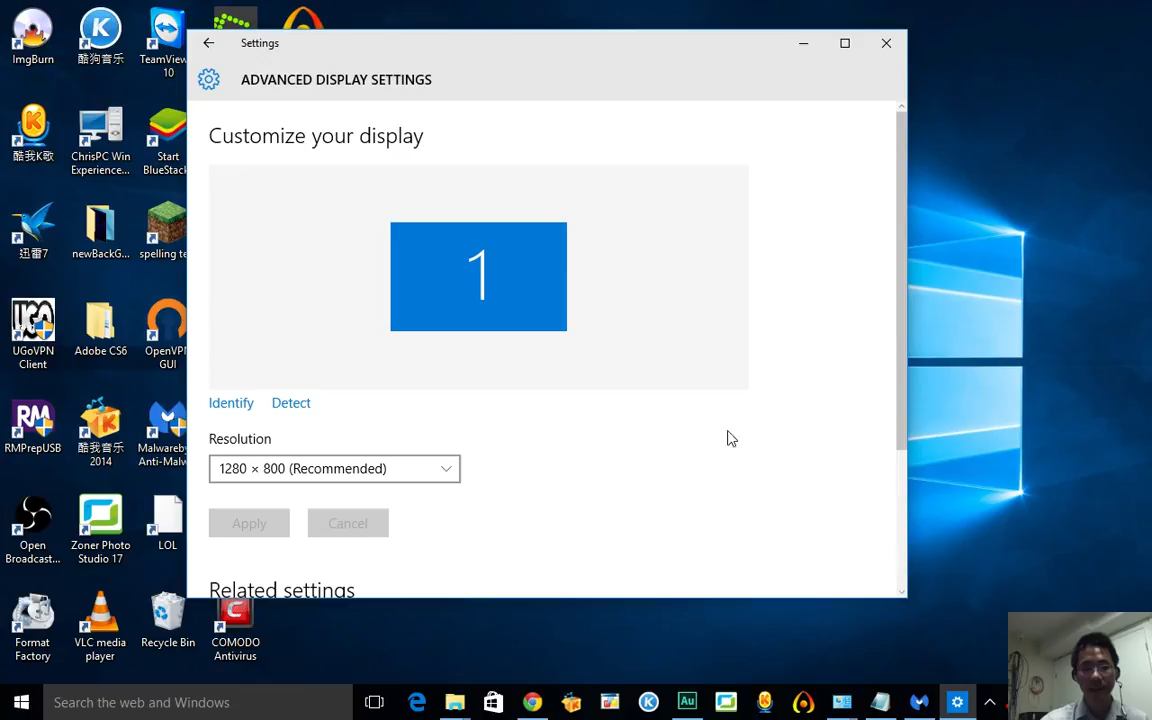 Settings
ADVANCED DISPLAY SETTINGS
Customize your display
1
Identify
Detect
Resolution
1280 × 800 (Recommended)
Apply
Cancel
Related settings
ImgBurn
酷狗音乐
TeamView
10
酷我K歌
ChrisPC Win
Experience...
Start
BlueStack
迅雷7
newBackG...
spelling te
UGoVPN
Client
Adobe CS6
OpenVP
GUI
RMPrepUSB
酷我音乐
2014
Malwareby
Anti-Malw
Open
Broadcast...
Zoner Photo
Studio 17
LOL
Format
Factory
VLC media
player
Recycle Bin
COMODO
Antivirus
Search the web and Windows